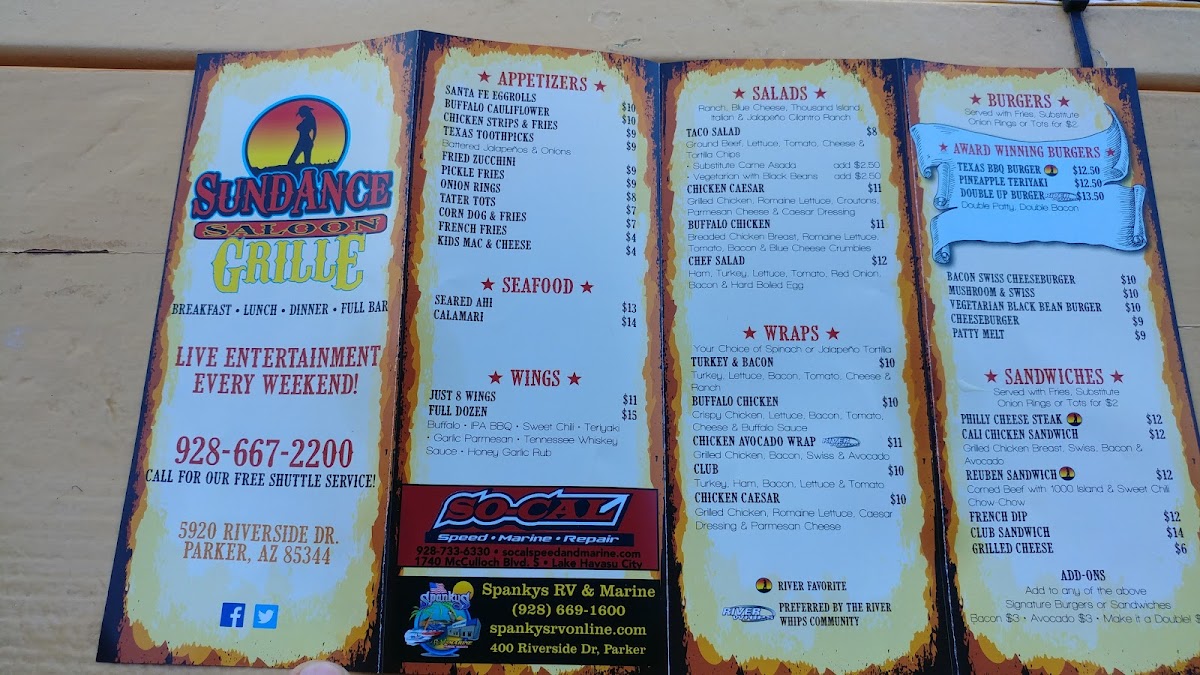 SUNDANCE
SALOON
GRILLE
BREAKFAST • LUNCH • DINNER • FULL BAR
LIVE ENTERTAINMENT
EVERY WEEKEND!
928-667-2200
CALL FOR OUR FREE SHUTTLE SERVICE!
5920 RIVERSIDE DR.
PARKER, AZ 85344
★ APPETIZERS ★
SANTA FE EGGROLLS $10
BUFFALO CAULIFLOWER $10
CHICKEN STRIPS & FRIES $9
TEXAS TOOTHPICKS $9
Battered Jalapeños & Onions
FRIED ZUCCHINI $9
PICKLE FRIES $9
ONION RINGS $8
TATER TOTS $7
CORN DOG & FRIES $7
FRENCH FRIES $4
KIDS MAC & CHEESE $4
★ SEAFOOD ★
SEARED AHI $13
CALAMARI $14
★ WINGS ★
JUST 8 WINGS $11
FULL DOZEN $15
Buffalo • IPA BBQ • Sweet Chili • Teriyaki
• Garlic Parmesan • Tennessee Whiskey
Sauce • Honey Garlic Rub
SO-CAL
Speed • Marine • Repair
928-733-6330 • socalspeedandmarine.com
1740 McCulloch Blvd. S • Lake Havasu City
Spankys
Spankys RV & Marine
(928) 669-1600
spankysrvonline.com
400 Riverside Dr, Parker
★ SALADS ★
Ranch, Blue Cheese, Thousand Island,
Italian & Jalapeño Cilantro Ranch
TACO SALAD $8
Ground Beef, Lettuce, Tomato, Cheese &
Tortilla Chips
• Substitute Carne Asada add $2.50
• Vegetarian with Black Beans add $2.50
CHICKEN CAESAR $11
Grilled Chicken, Romaine Lettuce, Croutons,
Parmesan Cheese & Caesar Dressing
BUFFALO CHICKEN $11
Breaded Chicken Breast, Romaine Lettuce,
Tomato, Bacon & Blue Cheese Crumbles
CHEF SALAD $12
Ham, Turkey, Lettuce, Tomato, Red Onion,
Bacon & Hard Boiled Egg
★ WRAPS ★
Your Choice of Spinach or Jalapeño Tortilla
TURKEY & BACON $10
Turkey, Lettuce, Bacon, Tomato, Cheese &
Ranch
BUFFALO CHICKEN $10
Crispy Chicken, Lettuce, Bacon, Tomato,
Cheese & Buffalo Sauce
CHICKEN AVOCADO WRAP $11
Grilled Chicken, Bacon, Swiss & Avocado
CLUB $10
Turkey, Ham, Bacon, Lettuce & Tomato
CHICKEN CAESAR $10
Grilled Chicken, Romaine Lettuce, Caesar
Dressing & Parmesan Cheese
RIVER FAVORITE
RIVER WHIPS
PREFERRED BY THE RIVER
WHIPS COMMUNITY
★ BURGERS ★
Served with Fries, Substitute
Onion Rings or Tots for $2
★ AWARD WINNING BURGERS ★
TEXAS BBQ BURGER $12.50
PINEAPPLE TERIYAKI $12.50
DOUBLE UP BURGER $13.50
Double Patty, Double Bacon
BACON SWISS CHEESEBURGER $10
MUSHROOM & SWISS $10
VEGETARIAN BLACK BEAN BURGER $10
CHEESEBURGER $9
PATTY MELT $9
★ SANDWICHES ★
Served with Fries, Substitute
Onion Rings or Tots for $2
PHILLY CHEESE STEAK $12
CALI CHICKEN SANDWICH $12
Grilled Chicken Breast, Swiss, Bacon &
Avocado
REUBEN SANDWICH $12
Corned Beef with 1000 Island & Sweet Chili
Chow-Chow
FRENCH DIP $12
CLUB SANDWICH $14
GRILLED CHEESE $6
ADD-ONS
Add to any of the above
Signature Burgers or Sandwiches
Bacon $3 • Avocado $3 • Make it a Double! $